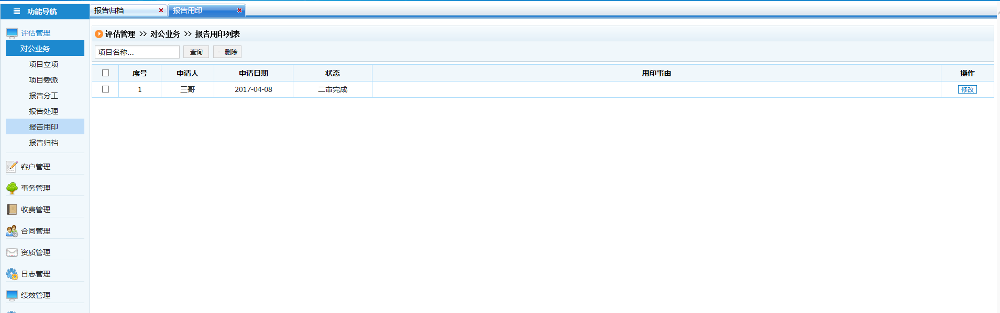 功能导航
报告归档
报告用印
评估管理
对公业务
项目立项
项目委派
报告分工
报告处理
报告用印
报告归档
客户管理
事务管理
收费管理
合同管理
资质管理
日志管理
绩效管理
评估管理 >> 对公业务 >> 报告用印列表
项目名称... 查询 - 删除
序号 申请人 申请日期 状态 用印事由 操作
1 三哥 2017-04-08 二审完成 修改